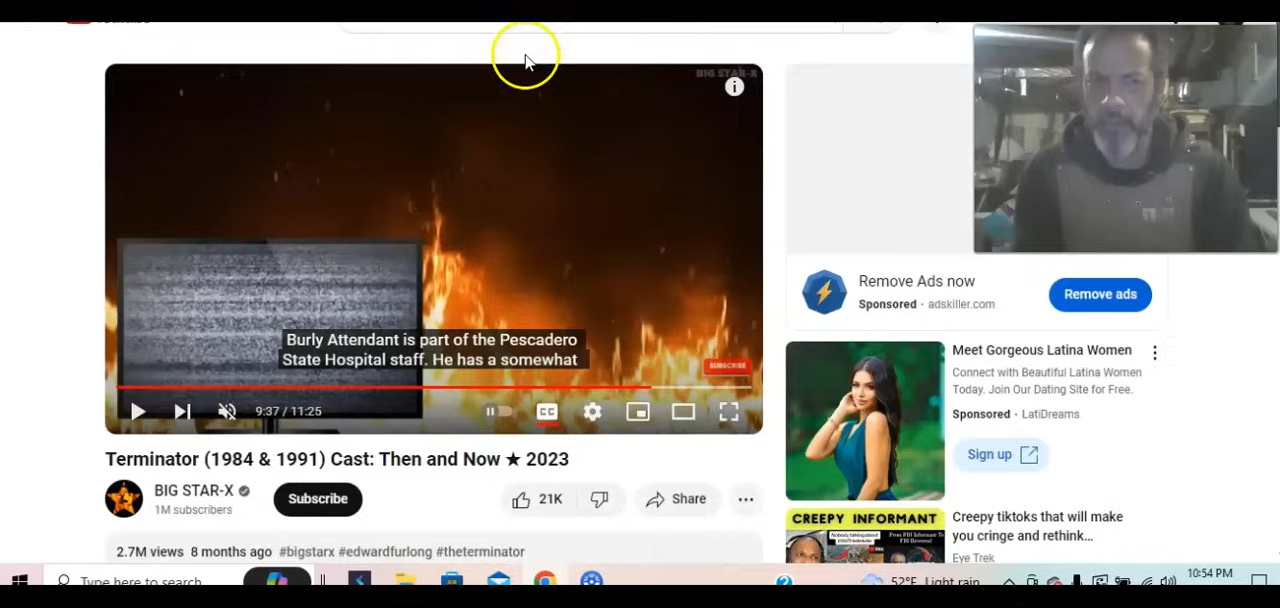 BIG STAR-X
Burly Attendant is part of the Pescadero
State Hospital staff. He has a somewhat
SUBSCRIBE
9:37 / 11:25
CC
Terminator (1984 & 1991) Cast: Then and Now ★ 2023
BIG STAR-X
1M subscribers
Subscribe
21K
Share
2.7M views 8 months ago #bigstarx #edwardfurlong #theterminator
Remove Ads now
Sponsored · adskiller.com
Remove ads
Meet Gorgeous Latina Women
Connect with Beautiful Latina Women
Today. Join Our Dating Site for Free.
Sponsored · LatiDreams
Sign up
CREEPY INFORMANT
Creepy tiktoks that will make
you cringe and rethink...
Eye Trek
Type here to search
52°F Light rain
10:54 PM